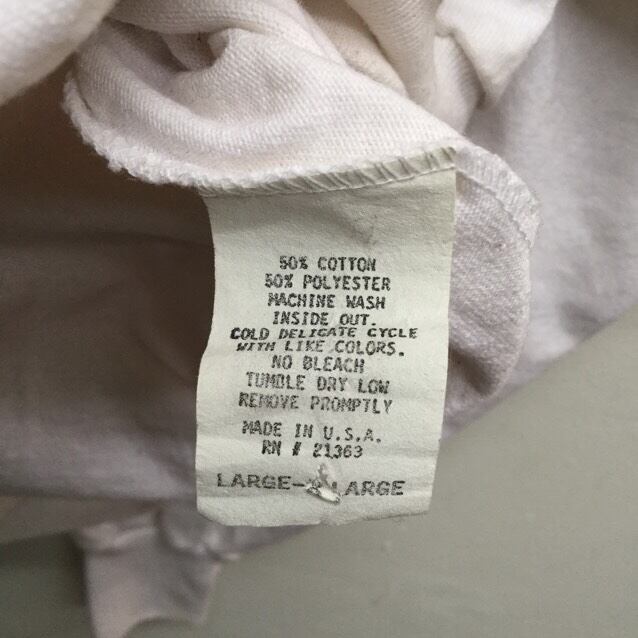 50% COTTON
50% POLYESTER
MACHINE WASH
INSIDE OUT.
COLD DELICATE CYCLE
WITH LIKE COLORS.
NO BLEACH
TUMBLE DRY LOW
REMOVE PROMPTLY
MADE IN U.S.A.
RN # 21363
LARGE- LARGE